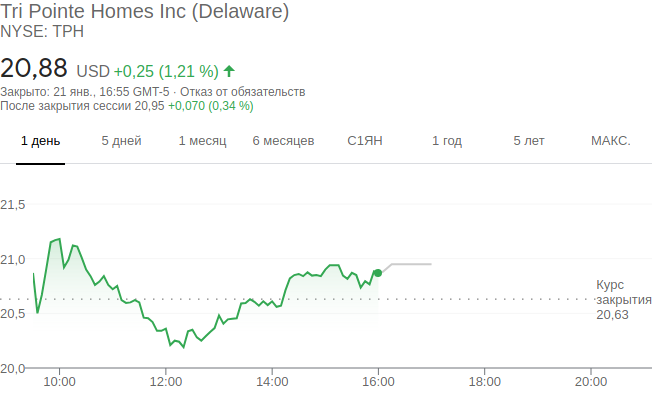 Tri Pointe Homes Inc (Delaware)
NYSE: TPH
20,88 USD +0,25 (1,21 %)
Закрыто: 21 янв., 16:55 GMT-5 · Отказ от обязательств
После закрытия сессии 20,95 +0,070 (0,34 %)
1 день 5 дней 1 месяц 6 месяцев С1ЯН 1 год 5 лет МАКС.
21,5
21,0
Курс
закрытия
20,63
20,5
20,0
10:00 12:00 14:00 16:00 18:00 20:00